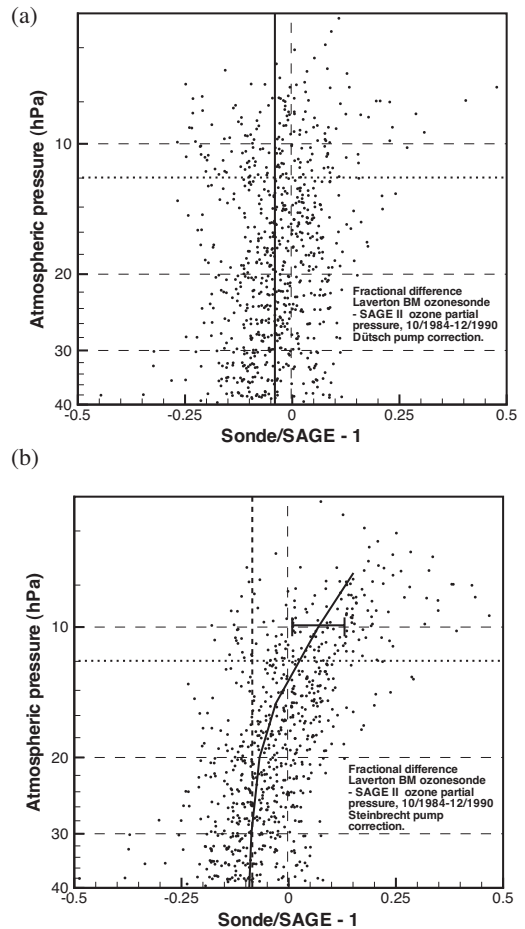 (a)
Atmospheric pressure (hPa)
10
20
30
40
Fractional difference
Laverton BM ozonesonde
- SAGE II ozone partial
pressure, 10/1984-12/1990
Dütsch pump correction.
-0.5
-0.25
0
0.25
0.5
Sonde/SAGE - 1
(b)
Atmospheric pressure (hPa)
10
20
30
40
Fractional difference
Laverton BM ozonesonde
- SAGE II ozone partial
pressure, 10/1984-12/1990
Steinbrecht pump
correction.
-0.5
-0.25
0
0.25
0.5
Sonde/SAGE - 1